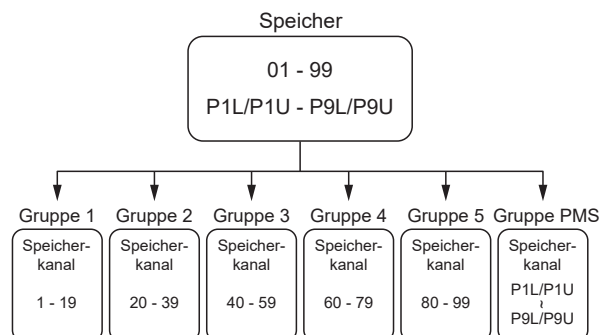 Speicher
01 - 99
P1L/P1U - P9L/P9U
Gruppe 1
Gruppe 2
Gruppe 3
Gruppe 4
Gruppe 5
Gruppe PMS
Speicher-
kanal
1 - 19
Speicher-
kanal
20 - 39
Speicher-
kanal
40 - 59
Speicher-
kanal
60 - 79
Speicher-
kanal
80 - 99
Speicher-
kanal
P1L/P1U
~
P9L/P9U